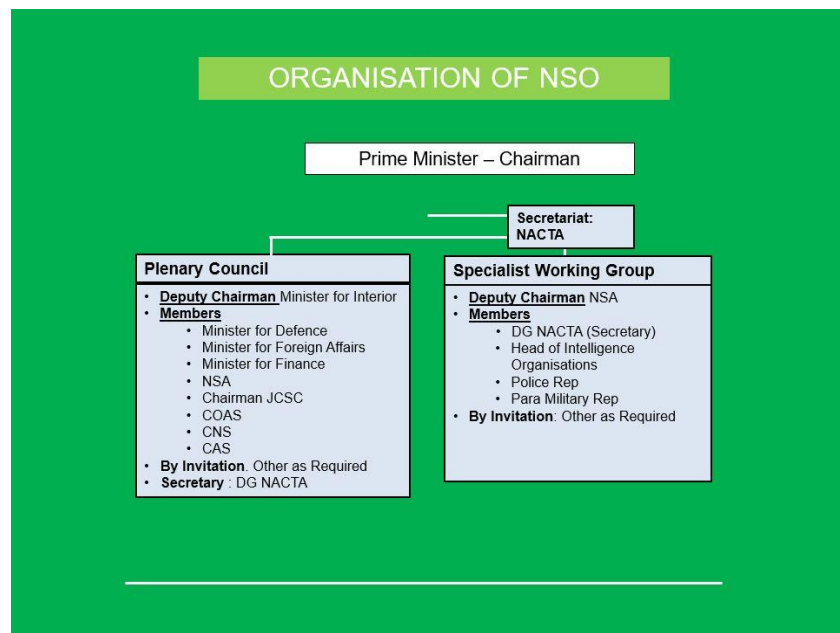 ORGANISATION OF NSO
Prime Minister – Chairman
Secretariat:
NACTA
Plenary Council
• Deputy Chairman Minister for Interior
• Members
• Minister for Defence
• Minister for Foreign Affairs
• Minister for Finance
• NSA
• Chairman JCSC
• COAS
• CNS
• CAS
• By Invitation. Other as Required
• Secretary : DG NACTA
Specialist Working Group
• Deputy Chairman NSA
• Members
• DG NACTA (Secretary)
• Head of Intelligence
Organisations
• Police Rep
• Para Military Rep
• By Invitation: Other as Required